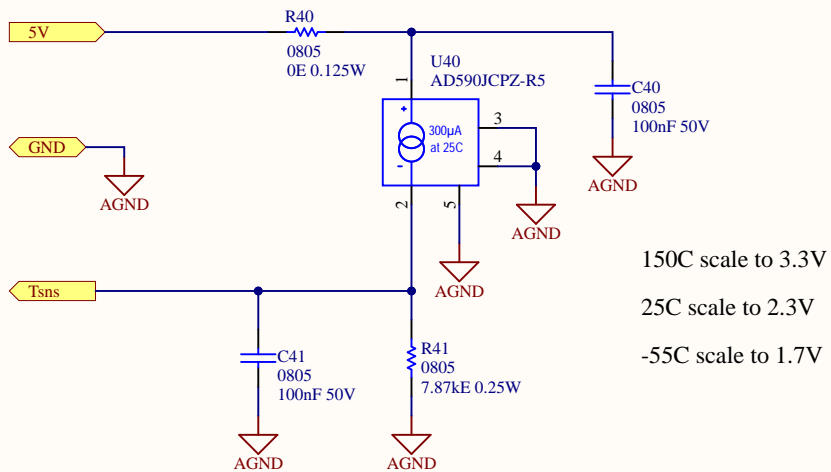 5V
R40
0805
0E 0.125W
U40
AD590JCPZ-R5
1
+
300µA
at 25C
-
3
4
2
5
C40
0805
100nF 50V
AGND
GND
AGND
AGND
AGND
Tsns
C41
0805
100nF 50V
R41
0805
7.87kE 0.25W
AGND
AGND
150C scale to 3.3V
25C scale to 2.3V
-55C scale to 1.7V